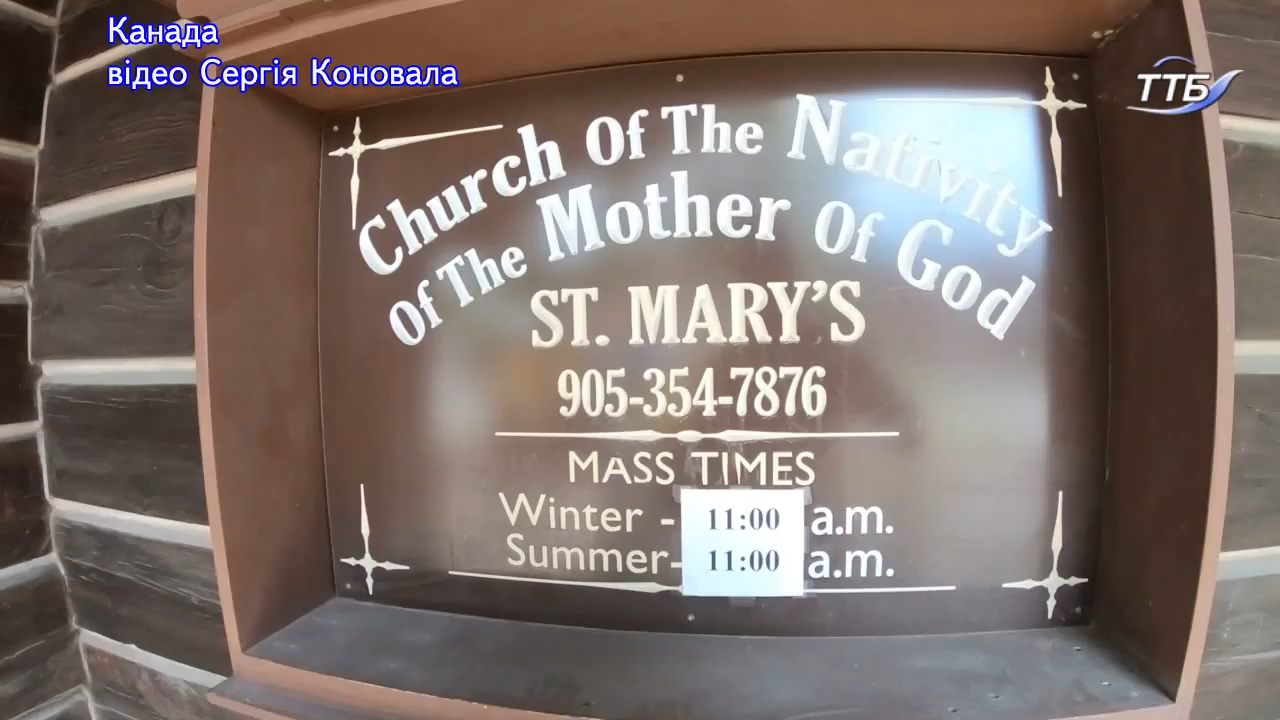 Канада
відео Сергія Коновала
ТТБ
Church Of The Nativity
Of The Mother Of God
ST. MARY'S
905-354-7876
MASS TIMES
Winter - 11:00 a.m.
Summer- 11:00 a.m.